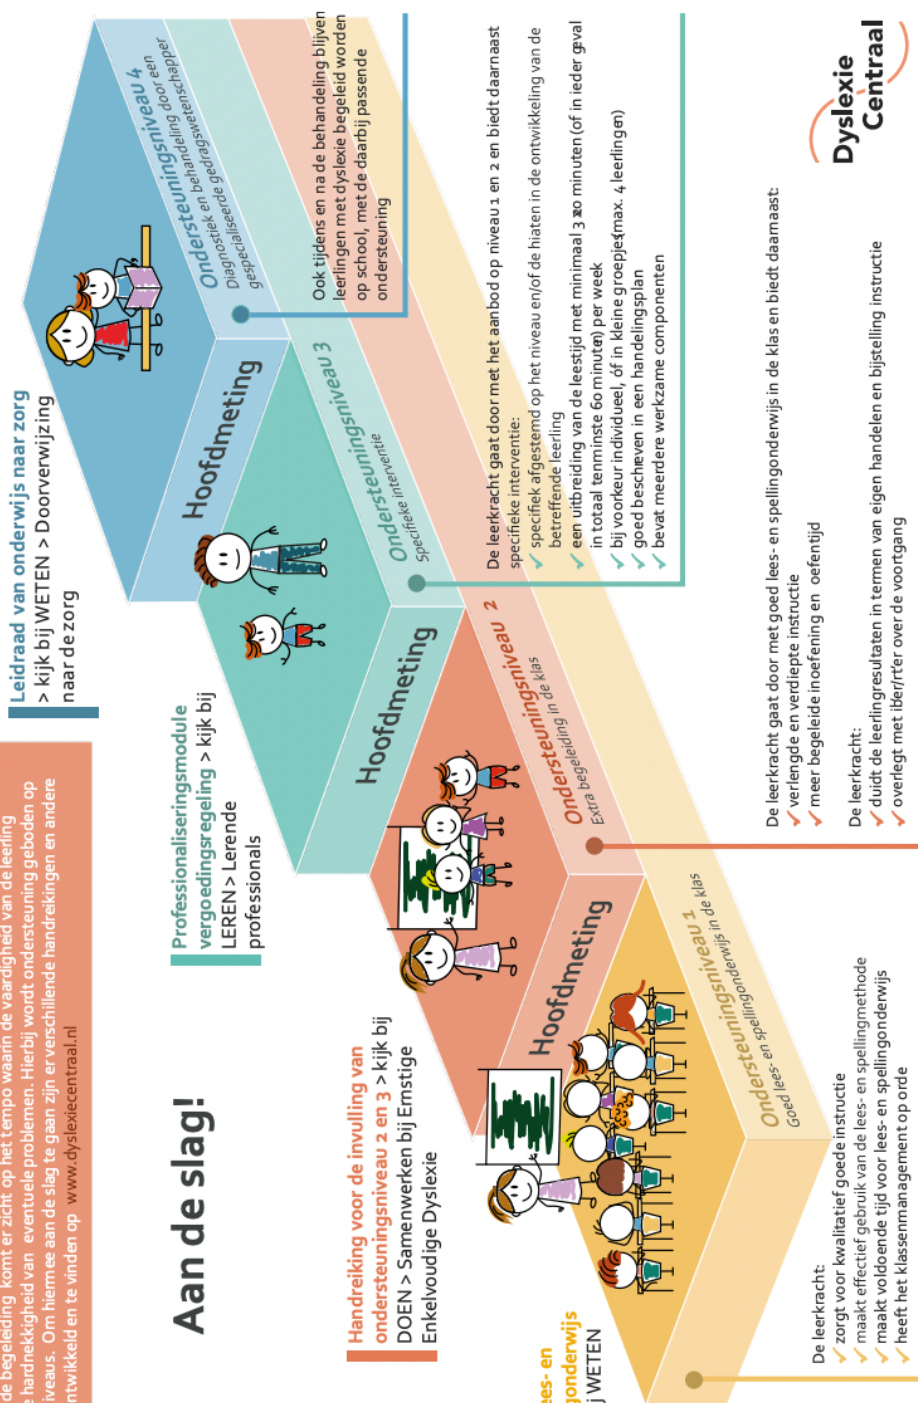 de begeleiding komt er zicht op het tempo waarin de vaardigheid van de leerling
hardnekkigheid van eventuele problemen. Hierbij wordt ondersteuning geboden op
iveaus. Om hiermee aan de slag te gaan zijn er verschillende handreikingen en andere
ntwikkeld en te vinden op www.dyslexiecentraal.nl
Aan de slag!
Leidraad van onderwijs naar zorg
> kijk bij WETEN > Doorverwijzing
naar de zorg
Professionaliseringsmodule
vergoedingsregeling > kijk bij
LEREN > Lerende
professionals
Handreiking voor de invulling van
ondersteuningsniveau 2 en 3 > kijk bij
DOEN > Samenwerken bij Ernstige
Enkelvoudige Dyslexie
ees- en
gonderwijs
j WETEN
Hoofdmeting
Hoofdmeting
Hoofdmeting
Ondersteuningsniveau 4
Diagnostiek en behandeling door een
gespecialiseerde gedragswetenschapper
Ook tijdens en na de behandeling blijven
leerlingen met dyslexie begeleid worden
op school, met de daarbij passende
ondersteuning
Ondersteuningsniveau 3
Specifieke interventie
De leerkracht gaat door met het aanbod op niveau 1 en 2 en biedt daarnaast
specifieke interventie:
✓ specifiek afgestemd op het niveau en/of de hiaten in de ontwikkeling van de
betreffende leerling
✓ een uitbreiding van de leestijd met minimaal 3 x 20 minuten (of in ieder geval
in totaal tenminste 60 minuten) per week
✓ bij voorkeur individueel, óf in kleine groepjes (max. 4 leerlingen)
✓ goed beschreven in een handelingsplan
✓ bevat meerdere werkzame componenten
Ondersteuningsniveau 2
Extra begeleiding in de klas
De leerkracht gaat door met goed lees- en spellingonderwijs in de klas en biedt daarnaast:
✓ verlengde en verdiepte instructie
✓ meer begeleide inoefening en oefentijd
De leerkracht:
✓ duidt de leerlingresultaten in termen van eigen handelen en bijstelling instructie
✓ overlegt met ib'er/rt'er over de voortgang
Ondersteuningsniveau 1
Goed lees- en spellingonderwijs in de klas
De leerkracht:
✓ zorgt voor kwalitatief goede instructie
✓ maakt effectief gebruik van de lees- en spellingmethode
✓ maakt voldoende tijd voor lees- en spellingonderwijs
✓ heeft het klassenmanagement op orde
Dyslexie
Centraal